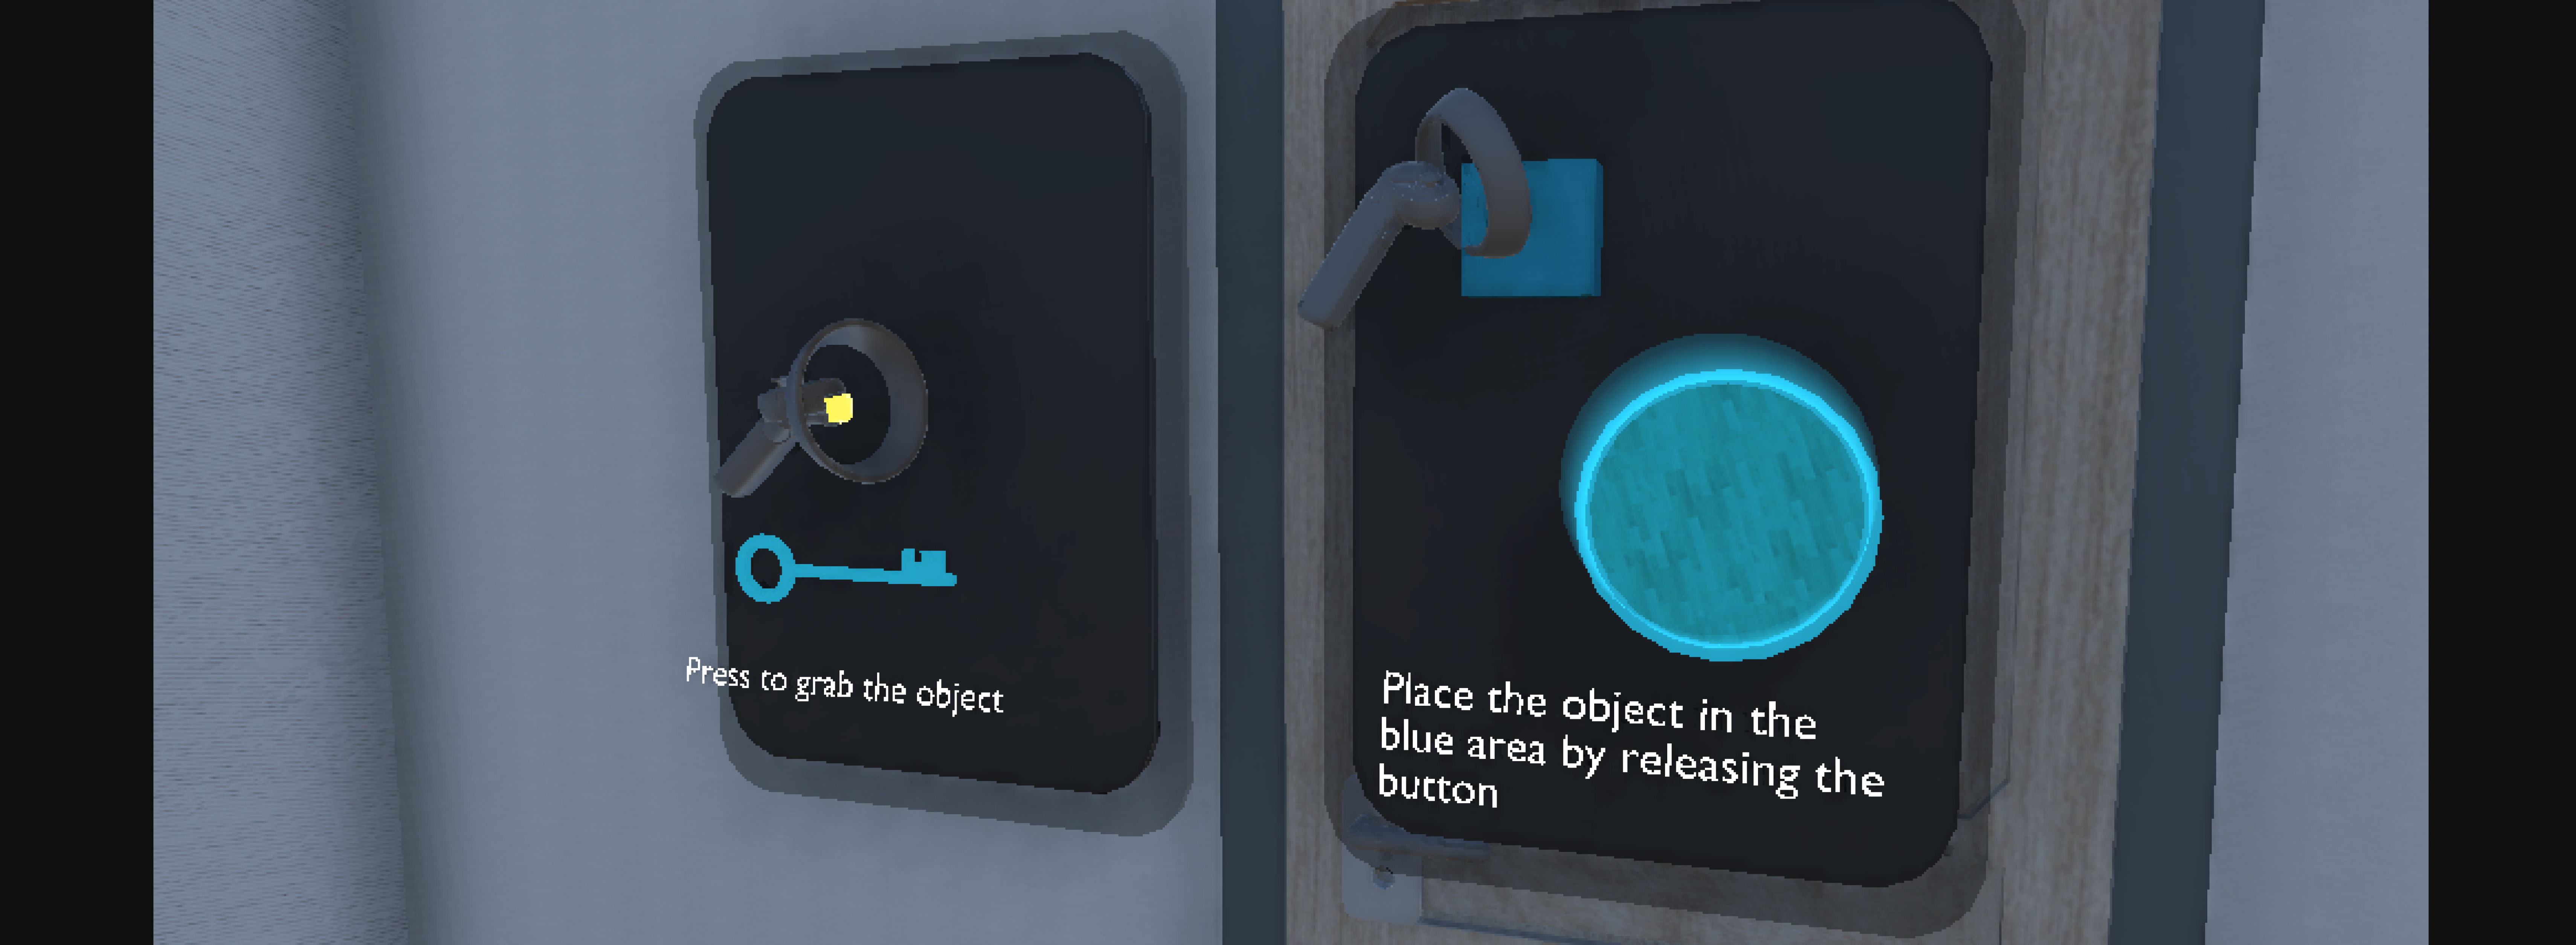 Press to grab the object
Place the object in the
blue area by releasing the
button